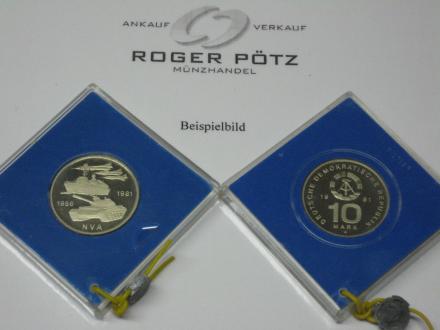 ANKAUF VERKAUF
ROGER PÖTZ
MÜNZHANDEL
Beispielbild
1956 1981
NVA
DEUTSCHE DEMOKRATISCHE REPUBLIK
19 81
10
MARK